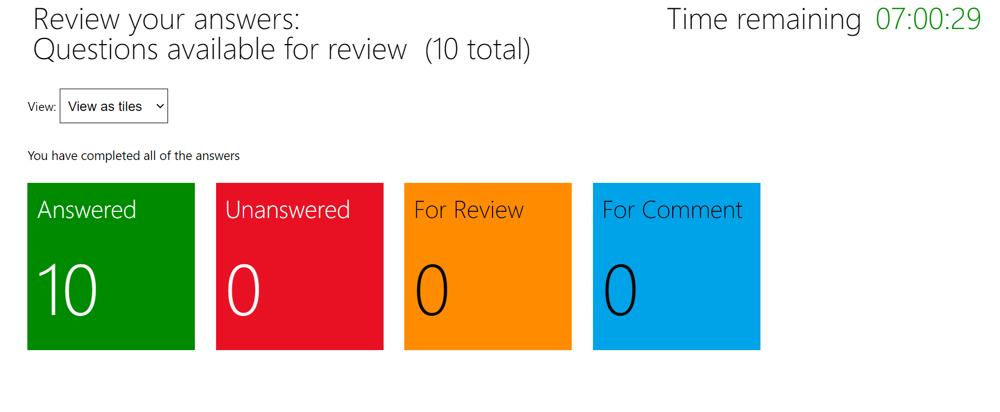 Review your answers:
Questions available for review (10 total)
Time remaining 07:00:29
View: View as tiles
You have completed all of the answers
Answered
10
Unanswered
0
For Review
0
For Comment
0